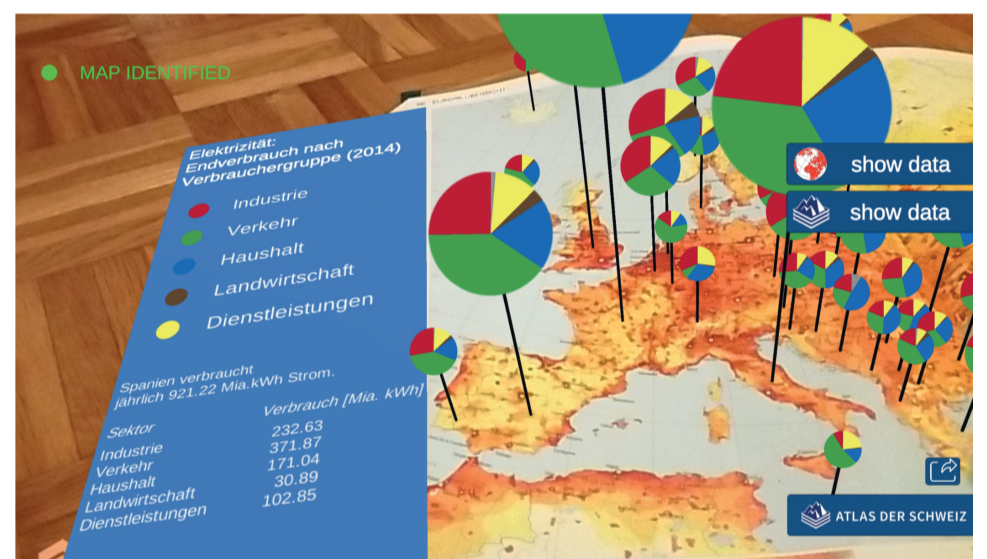 MAP IDENTIFIED
EUROPA ÜBERSICHT
Elektrizität:
Endverbrauch nach
Verbrauchergruppe (2014)
Industrie
Verkehr
Haushalt
Landwirtschaft
Dienstleistungen
Spanien verbraucht
jährlich 921.22 Mia.kWh Strom.
Sektor Verbrauch [Mia. kWh]
Industrie 232.63
Verkehr 371.87
Haushalt 171.04
Landwirtschaft 30.89
Dienstleistungen 102.85
show data
show data
ATLAS DER SCHWEIZ